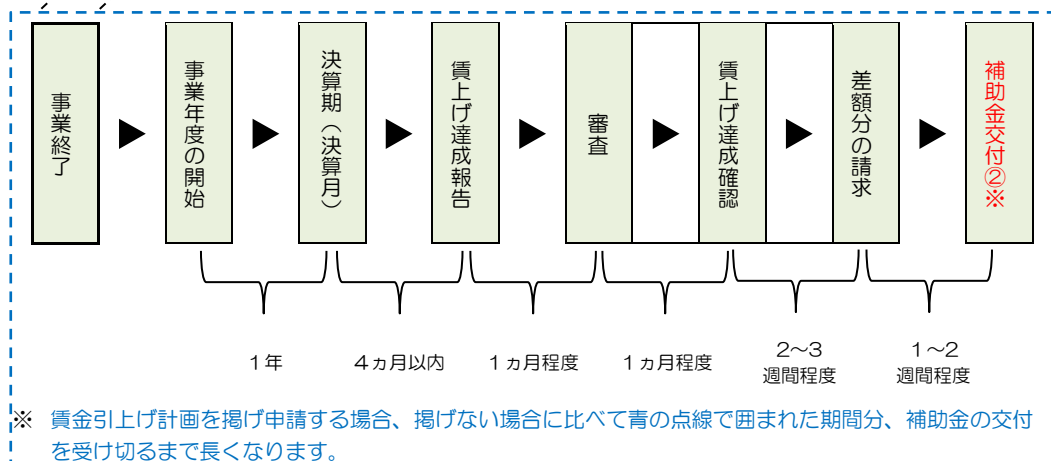 事業終了
▶
事業年度の開始
▶
決算期（決算月）
▶
賃上げ達成報告
▶
審査
▶
賃上げ達成確認
▶
差額分の請求
▶
補助金交付②※
１年
４ヵ月以内
１ヵ月程度
１ヵ月程度
２～３
週間程度
１～２
週間程度
※　賃金引上げ計画を掲げ申請する場合、掲げない場合に比べて青の点線で囲まれた期間分、補助金の交付
を受け切るまで長くなります。